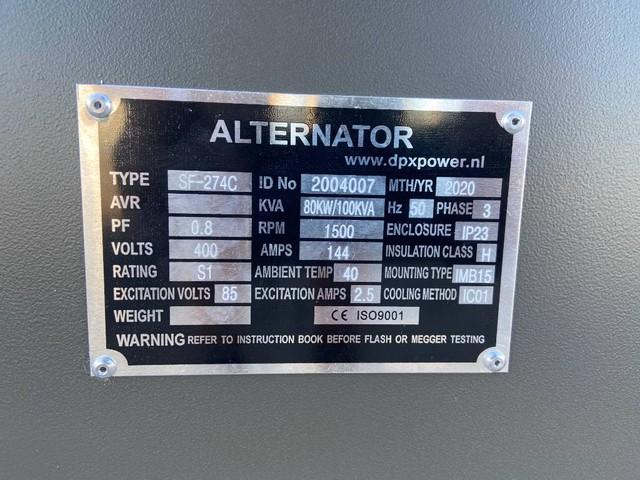 ALTERNATOR
www.dpxpower.nl
TYPE SF-274C ID No 2004007 MTH/YR 2020
AVR KVA 80KW/100KVA Hz 50 PHASE 3
PF 0.8 RPM 1500 ENCLOSURE IP23
VOLTS 400 AMPS 144 INSULATION CLASS H
RATING S1 AMBIENT TEMP 40 MOUNTING TYPE IMB15
EXCITATION VOLTS 85 EXCITATION AMPS 2.5 COOLING METHOD IC01
WEIGHT CE ISO9001
WARNING REFER TO INSTRUCTION BOOK BEFORE FLASH OR MEGGER TESTING